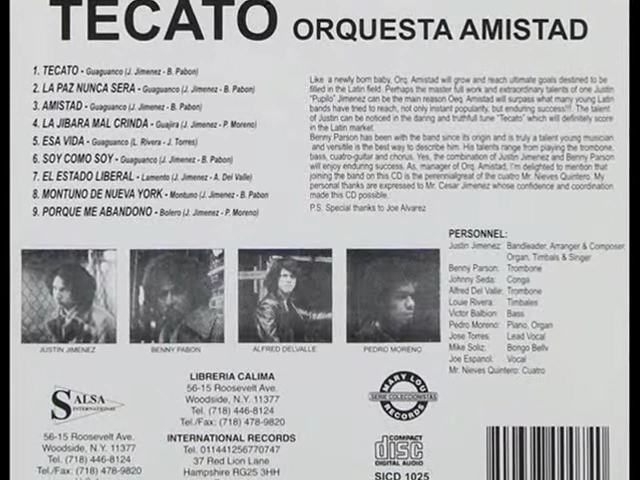 TECATO ORQUESTA AMISTAD
1. TECATO - Guaguanco (J. Jimenez - B. Pabon)
2. LA PAZ NUNCA SERA - Guaguanco (J. Jimenez - B. Pabon)
3. AMISTAD - Guaguanco (J. Jimenez - B. Pabon)
4. LA JIBARA MAL CRINDA - Guajira (J. Jimenez - P. Moreno)
5. ESA VIDA - Guaguanco (L. Rivera - J. Torres)
6. SOY COMO SOY - Guaguanco (J. Jimenez - B. Pabon)
7. EL ESTADO LIBERAL - Lamento (J. Jimenez - A. Del Valle)
8. MONTUNO DE NUEVA YORK - Montuno (J. Jimenez - B. Pabon
9. PORQUE ME ABANDONO - Bolero (J. Jimenez - P. Moreno)
Like a newly born baby, Orq. Amistad will grow and reach ultimate goals destined to be
filled in the Latin field. Perhaps the master full work and extraordinary talents of one Justin
"Pupilo" Jimenez can be the main reason Oeq. Amistad will surpass what many young Latin
bands have tried to reach, not only instant popularity, but enduring success!!!. The talent
of Justin can be noticed in the daring and truthfull tune "Tecato" which will definitely score
in the Latin market.
Benny Parson has been with the band since its origin and is truly a talented young musician
and versitile is the best way to describe him. His talents range from playing the trombone,
bass, cuatro-guitar and chorus. Yes, the combination of Justin Jimenez and Benny Parson
will enjoy enduring success. As, manager of Orq. Amistad, I'm delighted to mention that
joining the band on this CD is the perennialgreat of the cuatro Mr. Nieves Quintero. My
personal thanks are expressed to Mr. Cesar Jimenez whose confidence and coordination
made this CD possible.
P.S. Special thanks to Joe Alvarez
PERSONNEL:
Justin Jimenez: Bandleader, Arranger & Composer,
Organ, Timbals & Singer
Benny Parson: Trombone
Johnny Seda: Conga
Alfred Del Valle: Trombone
Louie Rivera: Timbales
Victor Balbion: Bass
Pedro Moreno: Piano, Organ
Jose Torres: Lead Vocal
Mike Soliz: Bongo Bellv
Joe Espanol: Vocal
Mr. Nieves Quintero: Cuatro
JUSTIN JIMENEZ
BENNY PABON
ALFRED DELVALLE
PEDRO MORENO
SALSA
INTERNATIONAL
56-15 Roosevelt Ave.
Woodside, N.Y. 11377
Tel. (718) 446-8124
Tel./Fax: (718) 478-9820
LIBRERIA CALIMA
56-15 Roosevelt Ave.
Woodside, N.Y. 11377
Tel. (718) 446-8124
Tel./Fax: (718) 478-9820
INTERNATIONAL RECORDS
Tel. 011441256770747
37 Red Lion Lane
Hampshire RG25 3HH
MARY LOU
SERIE COLECCIONISTAS
RECORDS
COMPACT
disc
DIGITAL AUDIO
SICD 1025